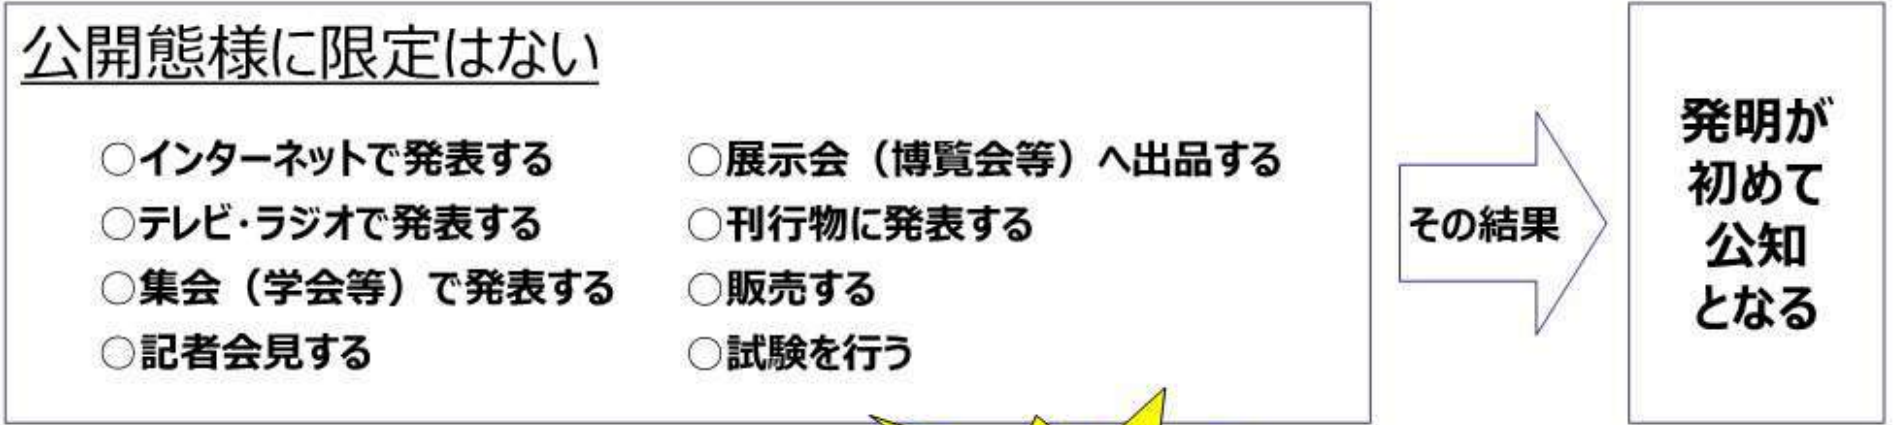 公開態様に限定はない
○インターネットで発表する
○テレビ・ラジオで発表する
○集会（学会等）で発表する
○記者会見する
○展示会（博覧会等）へ出品する
○刊行物に発表する
○販売する
○試験を行う
その結果
発明が
初めて
公知
となる